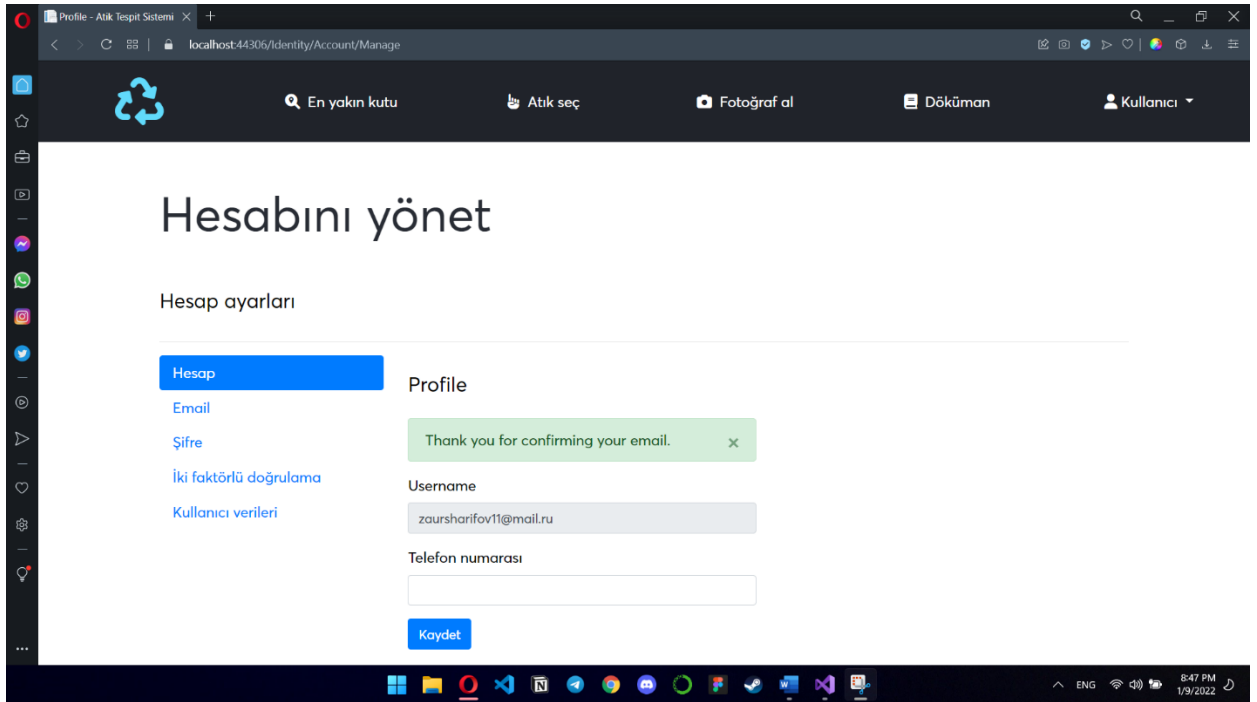 Profile - Atik Tespit Sistemi
localhost:44306/Identity/Account/Manage
En yakın kutu Atık seç Fotoğraf al Döküman Kullanıcı
Hesabını yönet
Hesap ayarları
Hesap
Email
Şifre
İki faktörlü doğrulama
Kullanıcı verileri
Profile
Thank you for confirming your email.
Username
zaursharifov11@mail.ru
Telefon numarası
Kaydet
ENG
8:47 PM
1/9/2022